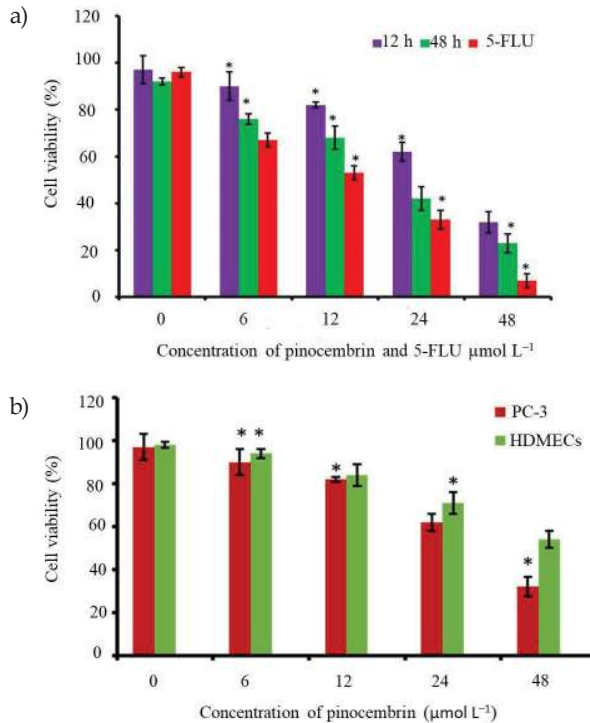 a)
120
12 h 48 h 5-FLU
100
80
60
40
20
0
Cell viability (%)
* * * * * * * * *
0 6 12 24 48
Concentration of pinocembrin and 5-FLU µmol L⁻¹
b)
120
PC-3
HDMECs
100
80
60
40
20
0
Cell viability (%)
* * * * *
0 6 12 24 48
Concentration of pinocembrin (µmol L⁻¹)